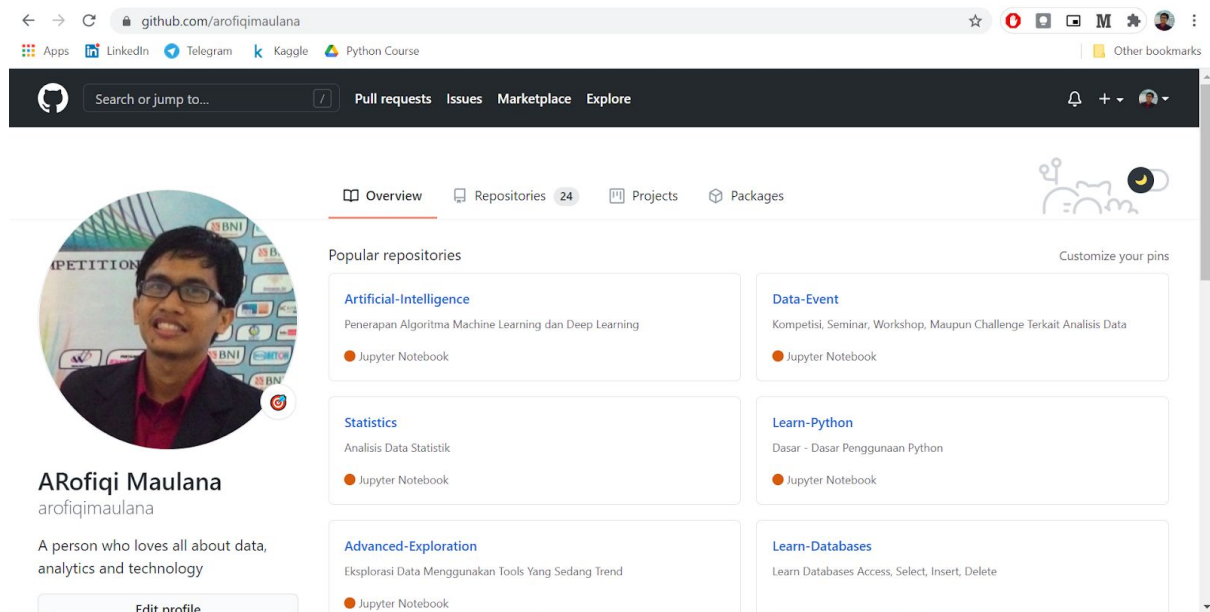 github.com/arofiqimaulana
Apps LinkedIn Telegram Kaggle Python Course Other bookmarks
Search or jump to... / Pull requests Issues Marketplace Explore
Overview Repositories 24 Projects Packages
Popular repositories Customize your pins
Artificial-Intelligence
Penerapan Algoritma Machine Learning dan Deep Learning
Jupyter Notebook
Data-Event
Kompetisi, Seminar, Workshop, Maupun Challenge Terkait Analisis Data
Jupyter Notebook
Statistics
Analisis Data Statistik
Jupyter Notebook
Learn-Python
Dasar - Dasar Penggunaan Python
Jupyter Notebook
Advanced-Exploration
Eksplorasi Data Menggunakan Tools Yang Sedang Trend
Jupyter Notebook
Learn-Databases
Learn Databases Access, Select, Insert, Delete
BNI
BNI
ARofiqi Maulana
arofiqimaulana
A person who loves all about data,
analytics and technology
Edit profile